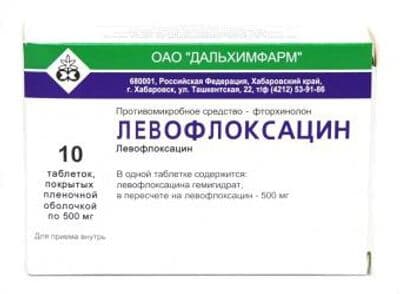 ОАО "ДАЛЬХИМФАРМ"
680001, Российская Федерация, Хабаровский край,
г. Хабаровск, ул. Ташкентская, 22, т/ф (4212) 53-91-86
Противомикробное средство - фторхинолон
ЛЕВОФЛОКСАЦИН
Левофлоксацин
10
таблеток,
покрытых
пленочной
оболочкой
по 500 мг
В одной таблетке содержится:
левофлоксацина гемигидрат,
в пересчете на левофлоксацин - 500 мг
Для приема внутрь